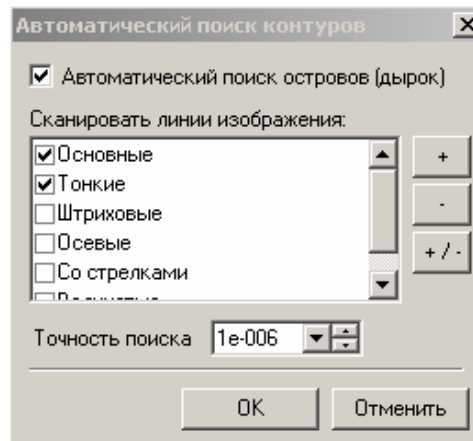 Автоматический поиск контуров
Автоматический поиск островов (дырок)
Сканировать линии изображения:
Основные
+
Тонкие
Штриховые
-
Осевые
+ / -
Со стрелками
Точность поиска 1e-006
OK Отменить